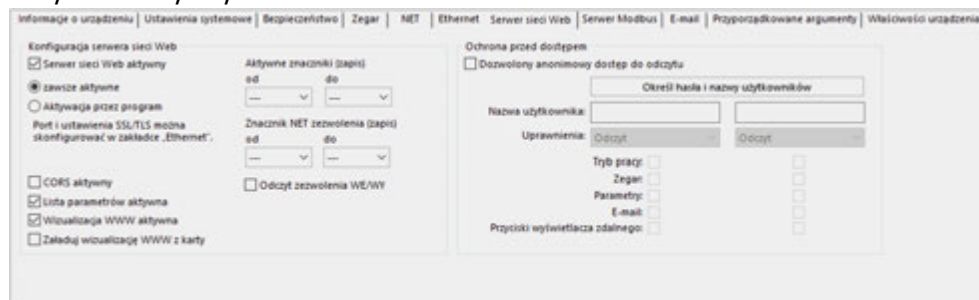 Informacje o urządzeniu | Ustawienia systemowe | Bezpieczeństwo | Zegar | NET | Ethernet | Serwer sieci Web | Serwer Modbus | E-mail | Przyporządkowane argumenty | Właściwości urządzenia
Konfiguracja serwera sieci Web
Serwer sieci Web aktywny
zawsze aktywne
Aktywacja przez program
Port i ustawienia SSL/TLS można
skonfigurować w zakładce „Ethernet".
CORS aktywny
Lista parametrów aktywna
Wizualizacja WWW aktywna
Załaduj wizualizację WWW z karty
Aktywne znaczniki (zapis)
od do
--- ---
Znacznik NET zezwolenia (zapis)
od do
--- ---
Odczyt zezwolenia WE/WY
Ochrona przed dostępem
Dozwolony anonimowy dostęp do odczytu
Określ hasła i nazwy użytkowników
Nazwa użytkownika:
Uprawnienia: Odczyt Odczyt
Tryb pracy:
Zegar:
Parametry:
E-mail:
Przyciski wyświetlacza zdalnego: